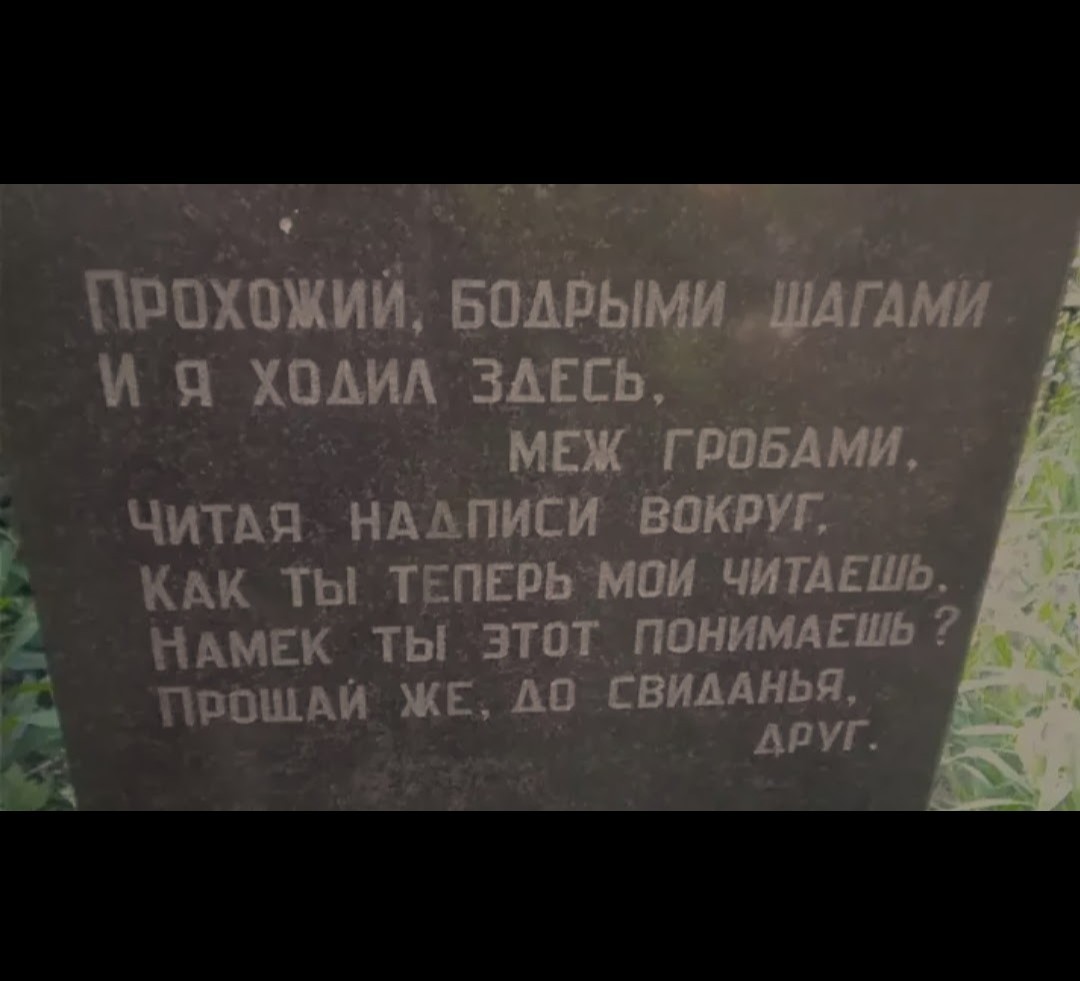 Прохожий, бодрыми шагами
И я ходил здесь,
меж гробами,
Читая надписи вокруг,
Как ты теперь мои читаешь.
Намек ты этот понимаешь?
Прощай же, до свиданья,
друг.